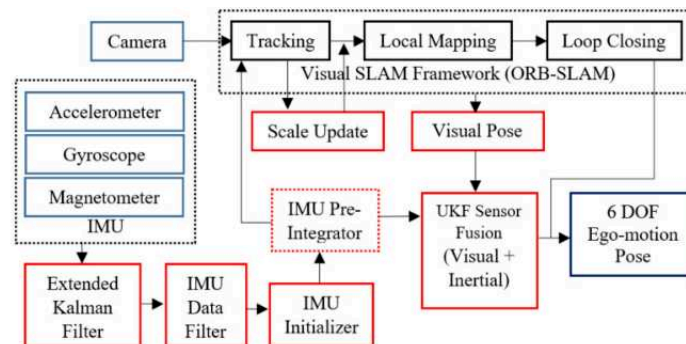 Camera
Tracking
Local Mapping
Loop Closing
Visual SLAM Framework (ORB-SLAM)
Accelerometer
Gyroscope
Magnetometer
IMU
Scale Update
Visual Pose
IMU Pre-
Integrator
UKF Sensor
Fusion
(Visual +
Inertial)
6 DOF
Ego-motion
Pose
Extended
Kalman
Filter
IMU
Data
Filter
IMU
Initializer